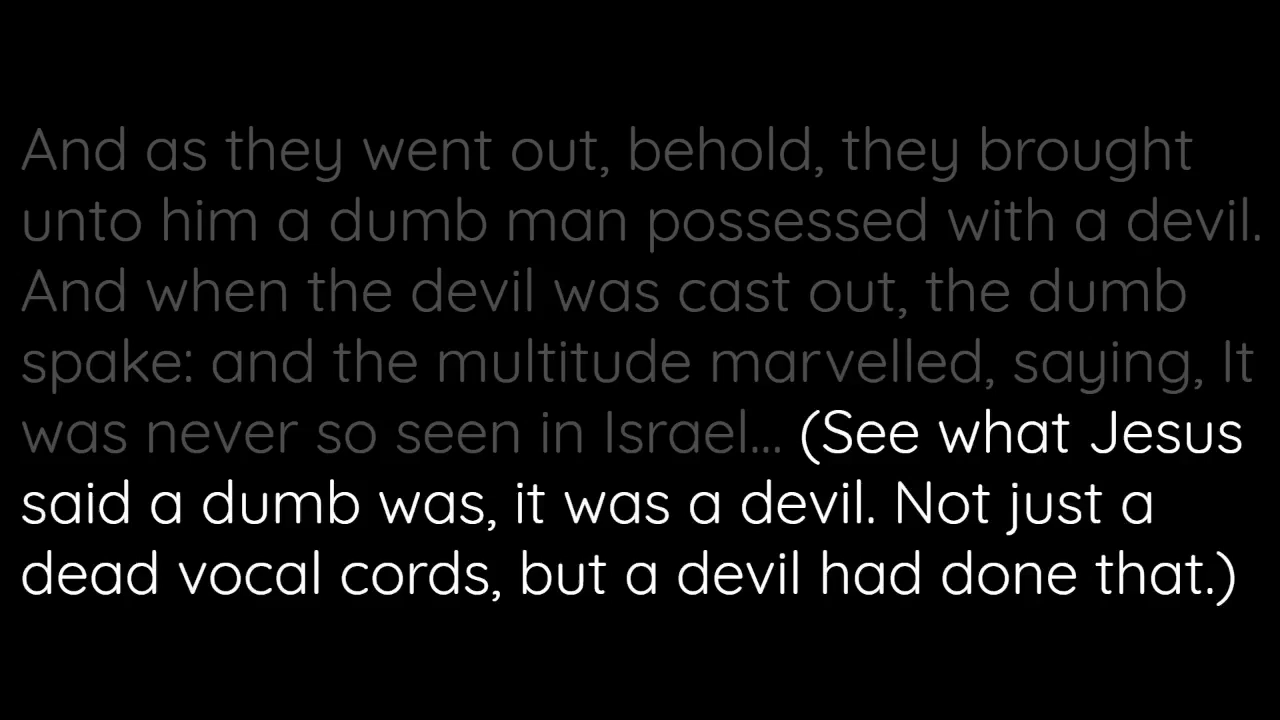 And as they went out, behold, they brought
unto him a dumb man possessed with a devil.
And when the devil was cast out, the dumb
spake: and the multitude marvelled, saying, It
was never so seen in Israel... (See what Jesus
said a dumb was, it was a devil. Not just a
dead vocal cords, but a devil had done that.)